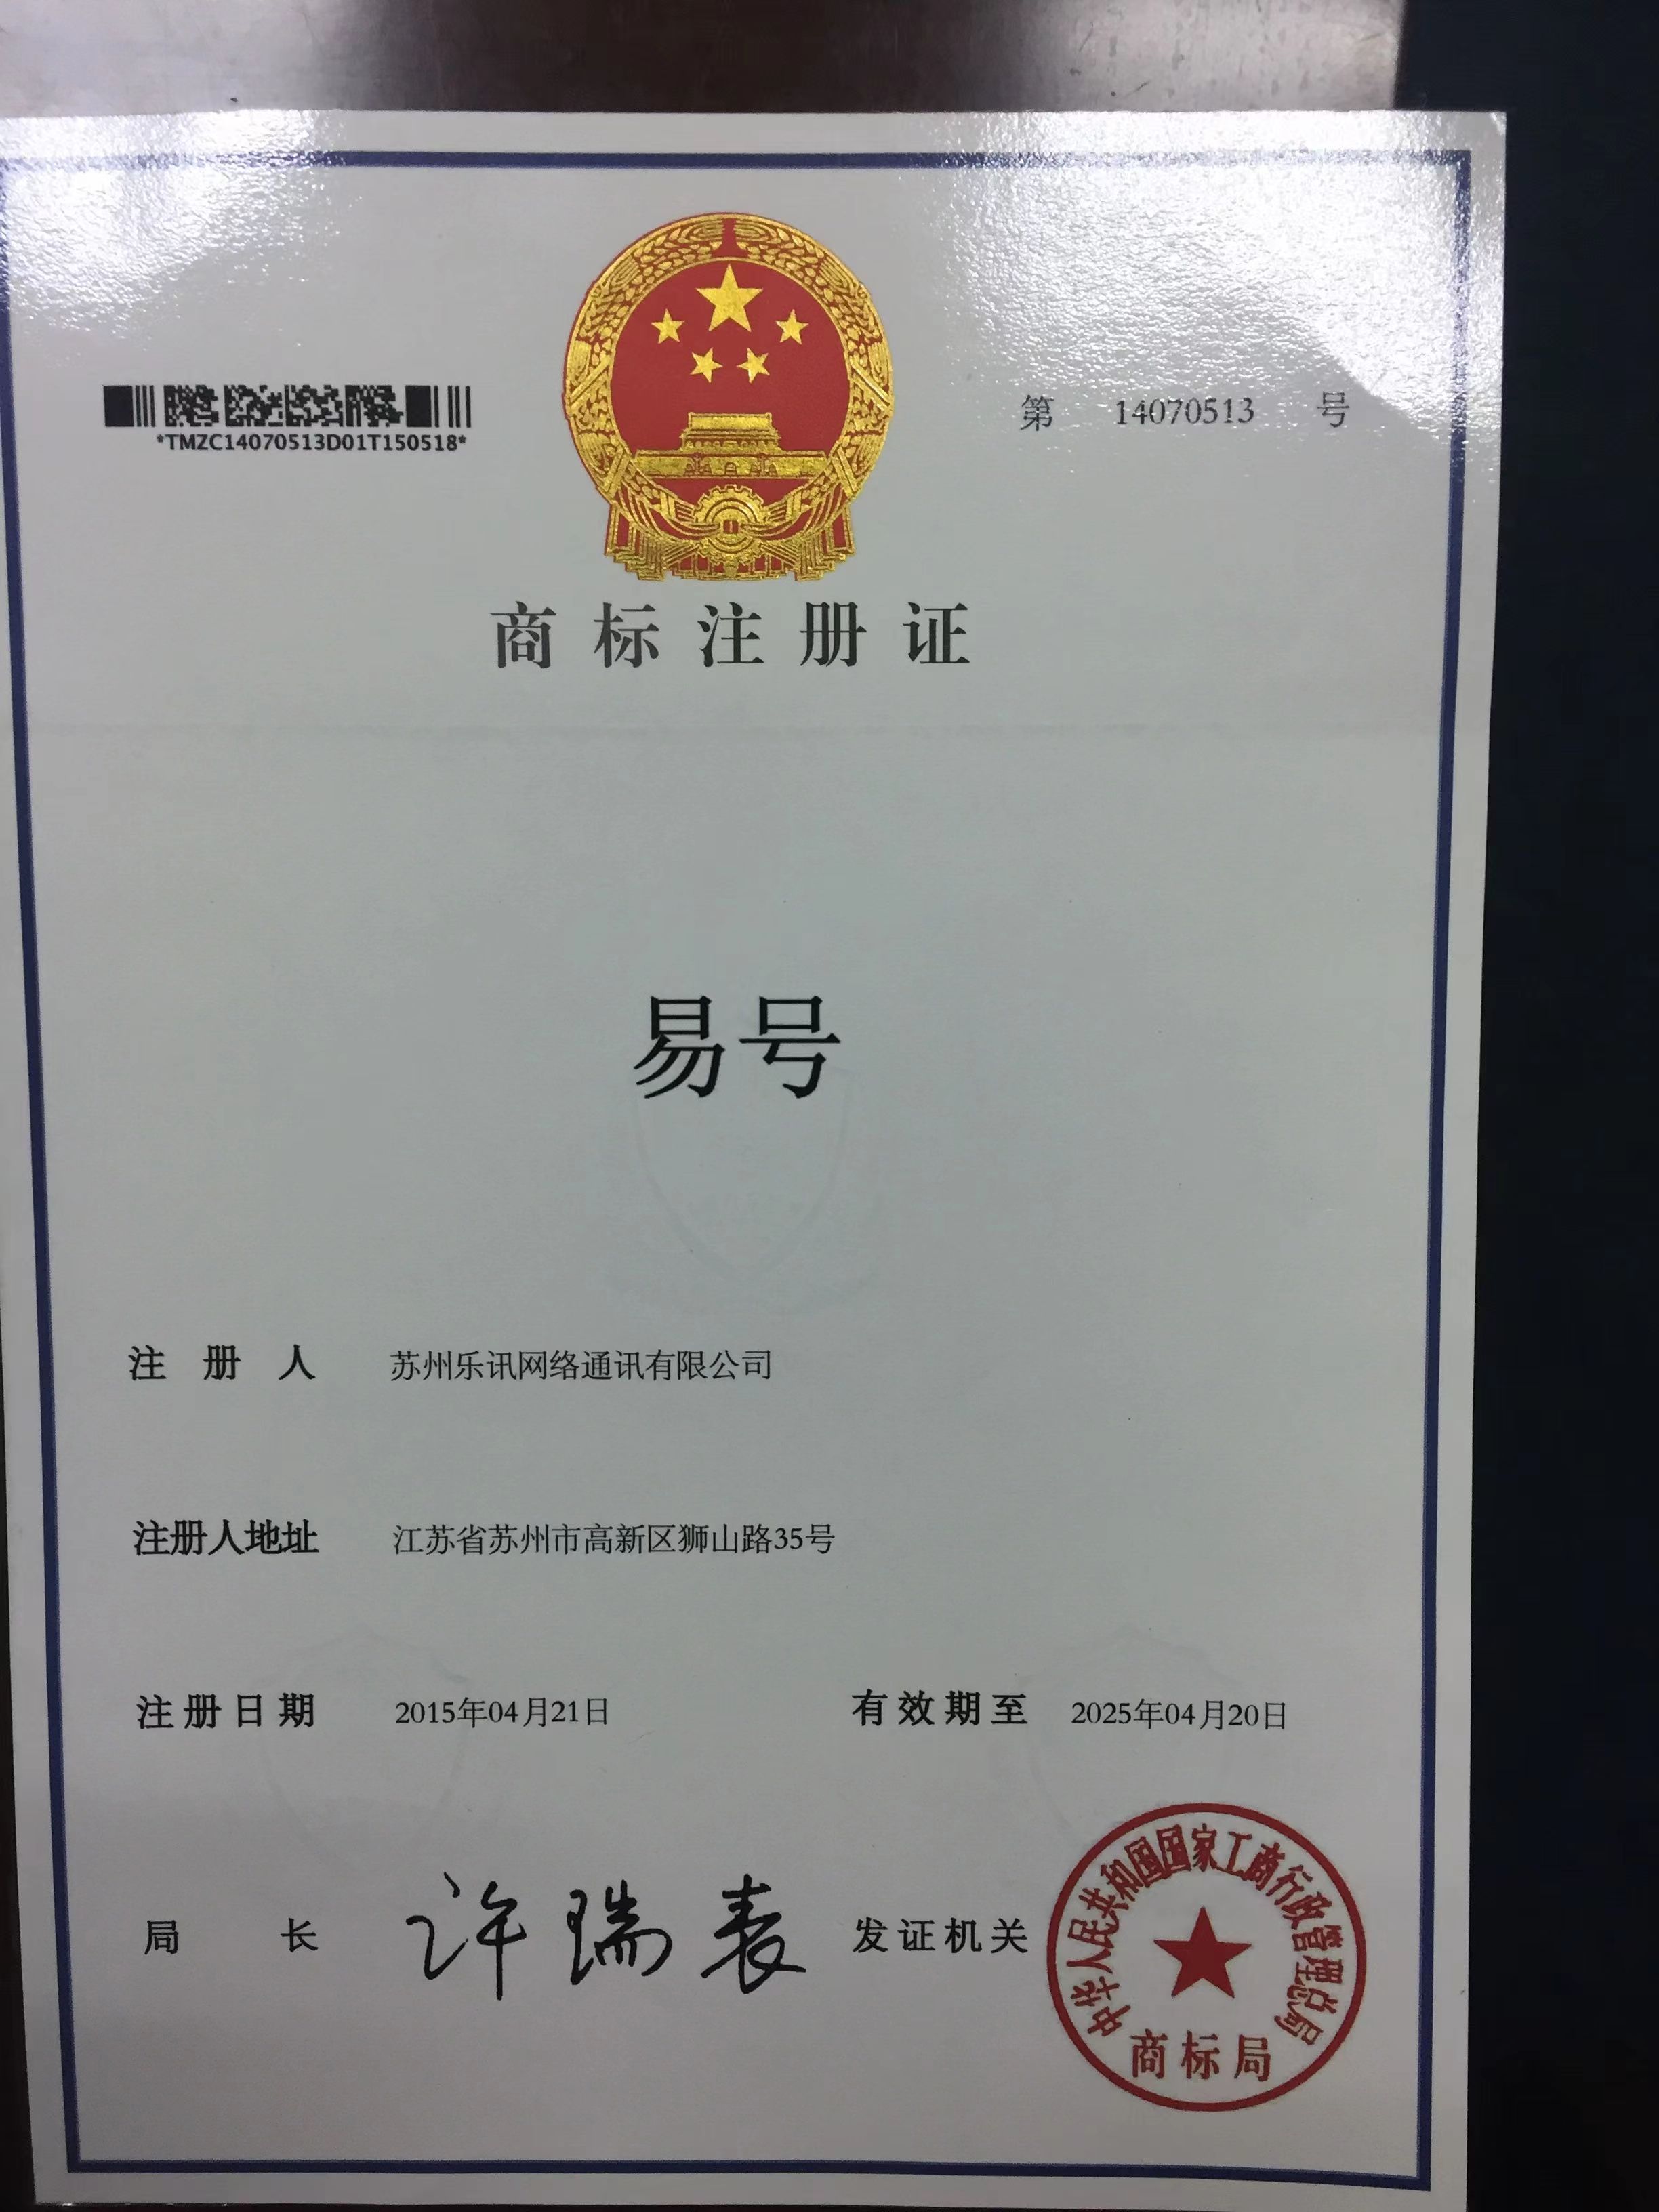 *TMZC14070513D01T150518*
第 14070513 号
商标注册证
易号
注册人 苏州乐讯网络通讯有限公司
注册人地址 江苏省苏州市高新区狮山路35号
注册日期 2015年04月21日 有效期至 2025年04月20日
局长 许瑞表 发证机关
中华人民共和国国家工商行政管理总局
商标局